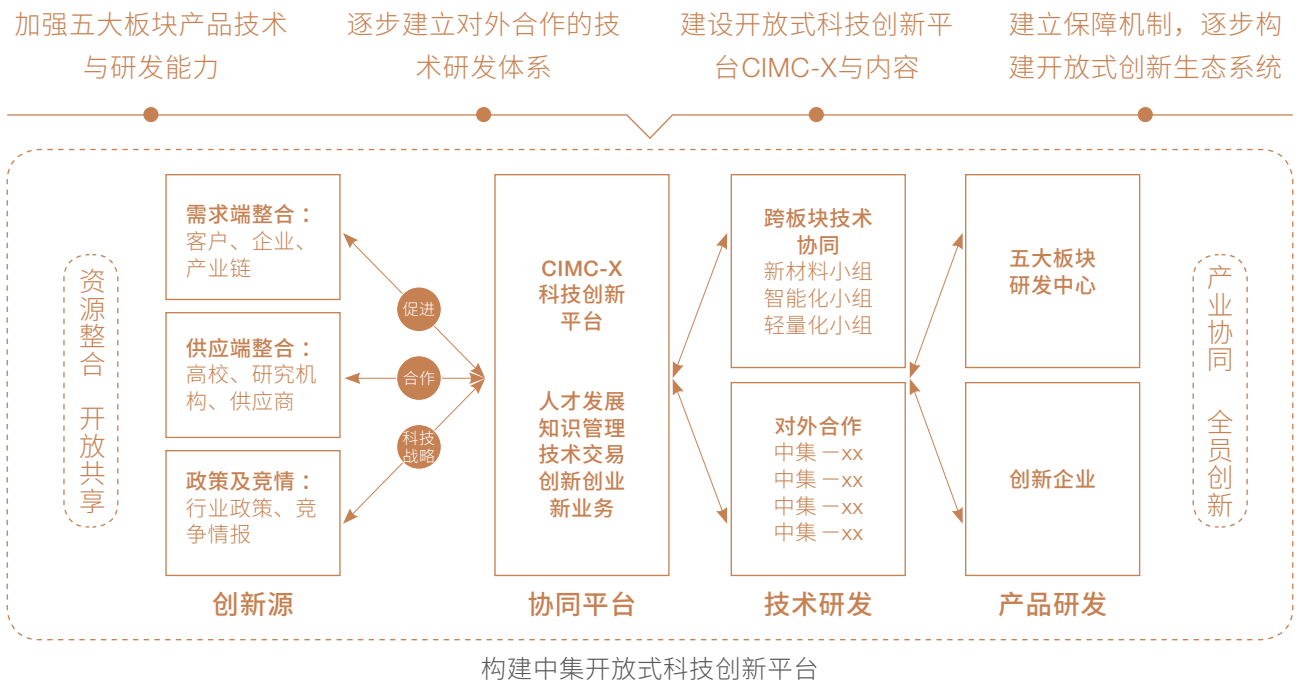 加强五大板块产品技术
与研发能力
逐步建立对外合作的技
术研发体系
建设开放式科技创新平
台CIMC-X与内容
建立保障机制，逐步构
建开放式创新生态系统
资源整合 开放共享
需求端整合：
客户、企业、
产业链
供应端整合：
高校、研究机
构、供应商
政策及竞情：
行业政策、竞
争情报
创新源
促进
合作
科技
战略
CIMC-X
科技创新
平台
人才发展
知识管理
技术交易
创新创业
新业务
协同平台
跨板块技术
协同
新材料小组
智能化小组
轻量化小组
对外合作
中集－xx
中集－xx
中集－xx
中集－xx
技术研发
五大板块
研发中心
创新企业
产品研发
产业协同 全员创新
构建中集开放式科技创新平台